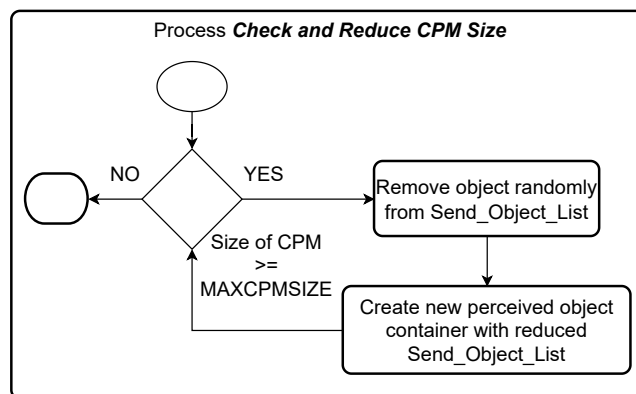 Process Check and Reduce CPM Size
NO
YES
Remove object randomly
from Send_Object_List
Size of CPM
>=
MAXCPMSIZE
Create new perceived object
container with reduced
Send_Object_List